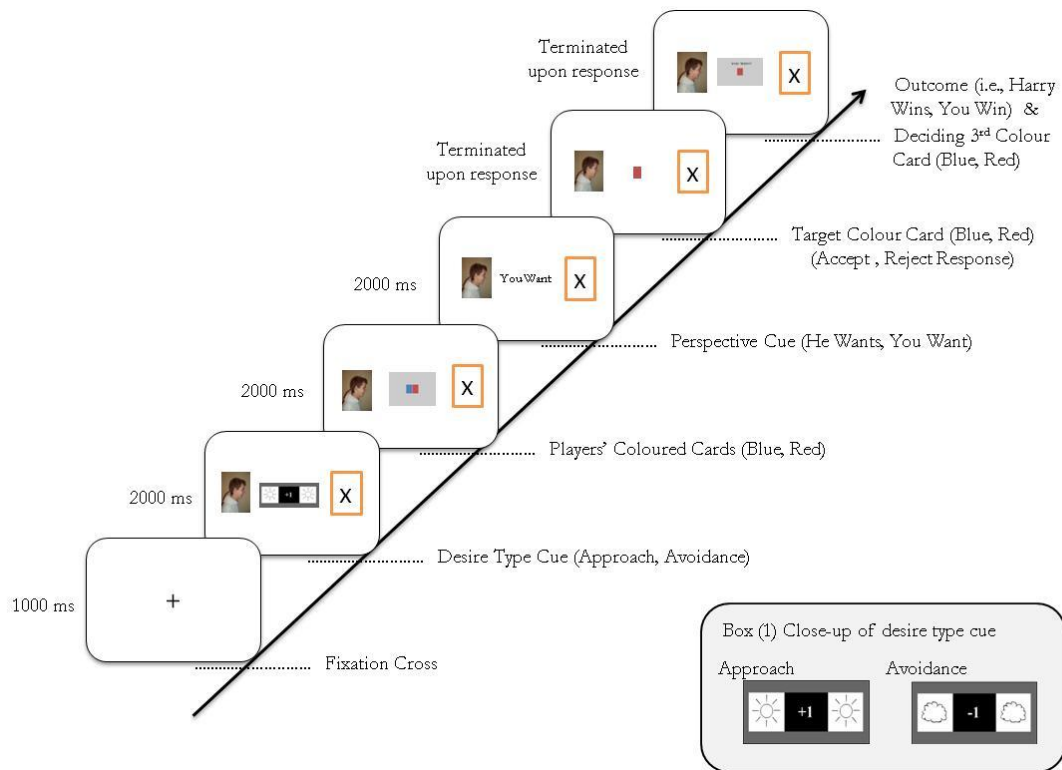 Terminated
upon response
Outcome (i.e., Harry
Wins, You Win) &
Deciding 3rd Colour
Card (Blue, Red)
X
Terminated
upon response
X
Target Colour Card (Blue, Red)
(Accept , Reject Response)
2000 ms
You Want
X
Perspective Cue (He Wants, You Want)
2000 ms
X
Players' Coloured Cards (Blue, Red)
2000 ms
+1
X
Desire Type Cue (Approach, Avoidance)
1000 ms
+
Fixation Cross
Box (1) Close-up of desire type cue
Approach
Avoidance
+1
-1